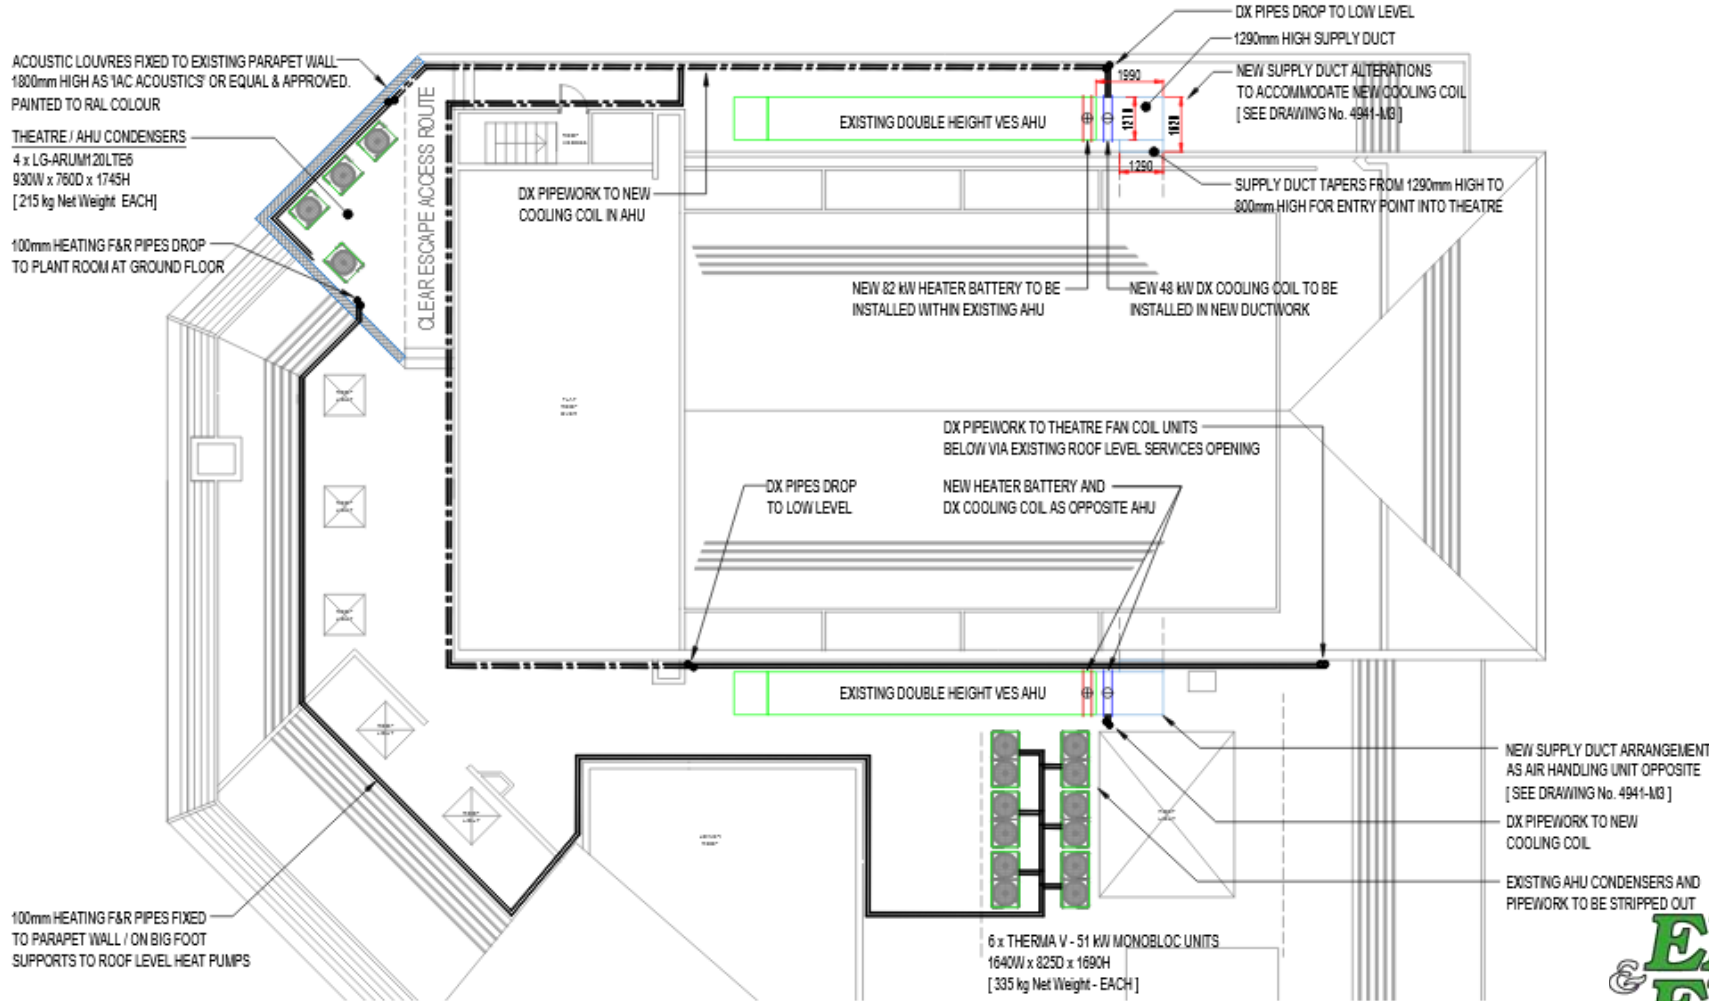 DX PIPES DROP TO LOW LEVEL
1290mm HIGH SUPPLY DUCT
NEW SUPPLY DUCT ALTERATIONS
TO ACCOMMODATE NEW COOLING COIL
[ SEE DRAWING No. 4941-M3 ]
SUPPLY DUCT TAPERS FROM 1290mm HIGH TO
800mm HIGH FOR ENTRY POINT INTO THEATRE
1990
1210
1620
1290
ACOUSTIC LOUVRES FIXED TO EXISTING PARAPET WALL
1800mm HIGH AS 'IAC ACOUSTICS' OR EQUAL & APPROVED.
PAINTED TO RAL COLOUR
THEATRE / AHU CONDENSERS
4 x LG-ARUM120LTE6
930W x 760D x 1745H
[ 215 kg Net Weight EACH]
100mm HEATING F&R PIPES DROP
TO PLANT ROOM AT GROUND FLOOR
CLEAR ESCAPE ACCESS ROUTE
EXISTING DOUBLE HEIGHT VES AHU
DX PIPEWORK TO NEW
COOLING COIL IN AHU
NEW 82 kW HEATER BATTERY TO BE
INSTALLED WITHIN EXISTING AHU
NEW 48 kW DX COOLING COIL TO BE
INSTALLED IN NEW DUCTWORK
DX PIPEWORK TO THEATRE FAN COIL UNITS
BELOW VIA EXISTING ROOF LEVEL SERVICES OPENING
DX PIPES DROP
TO LOW LEVEL
NEW HEATER BATTERY AND
DX COOLING COIL AS OPPOSITE AHU
EXISTING DOUBLE HEIGHT VES AHU
NEW SUPPLY DUCT ARRANGEMENT
AS AIR HANDLING UNIT OPPOSITE
[ SEE DRAWING No. 4941-M3 ]
DX PIPEWORK TO NEW
COOLING COIL
EXISTING AHU CONDENSERS AND
PIPEWORK TO BE STRIPPED OUT
100mm HEATING F&R PIPES FIXED
TO PARAPET WALL / ON BIG FOOT
SUPPORTS TO ROOF LEVEL HEAT PUMPS
6 x THERMA V - 51 kW MONOBLOC UNITS
1640W x 825D x 1690H
[ 335 kg Net Weight - EACH ]
&